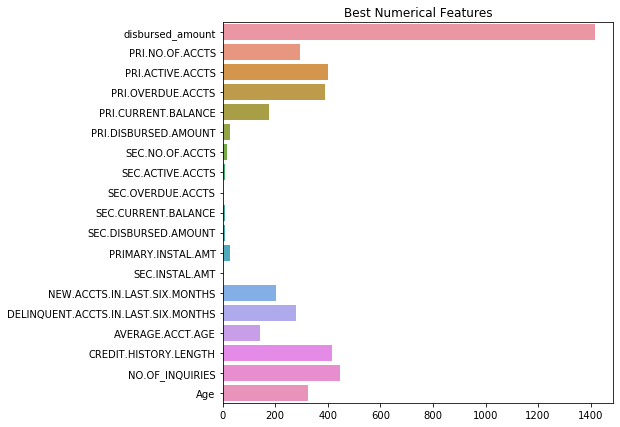 Best Numerical Features
disbursed_amount
PRI.NO.OF.ACCTS
PRI.ACTIVE.ACCTS
PRI.OVERDUE.ACCTS
PRI.CURRENT.BALANCE
PRI.DISBURSED.AMOUNT
SEC.NO.OF.ACCTS
SEC.ACTIVE.ACCTS
SEC.OVERDUE.ACCTS
SEC.CURRENT.BALANCE
SEC.DISBURSED.AMOUNT
PRIMARY.INSTAL.AMT
SEC.INSTAL.AMT
NEW.ACCTS.IN.LAST.SIX.MONTHS
DELINQUENT.ACCTS.IN.LAST.SIX.MONTHS
AVERAGE.ACCT.AGE
CREDIT.HISTORY.LENGTH
NO.OF_INQUIRIES
Age
0 200 400 600 800 1000 1200 1400